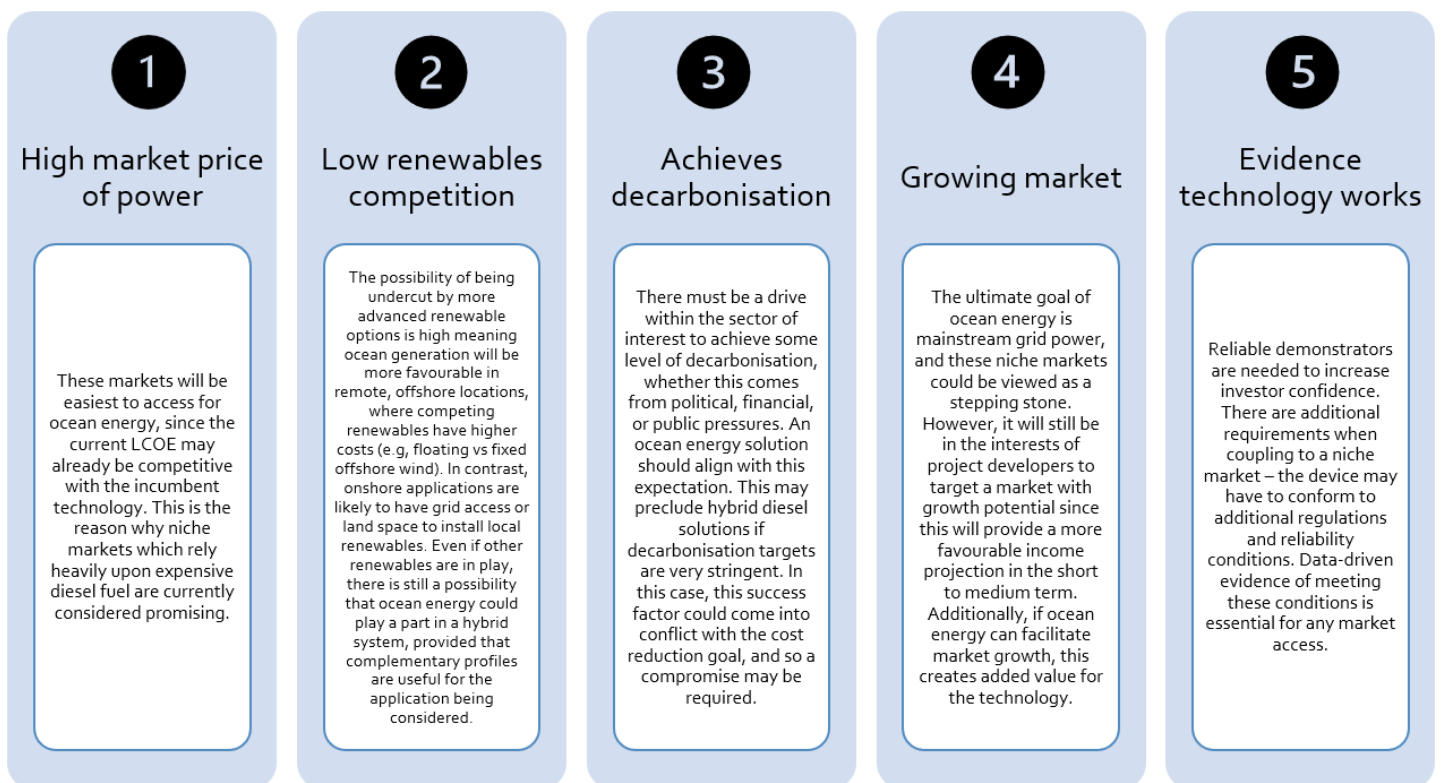 1
High market price
of power
These markets will be
easiest to access for
ocean energy, since the
current LCOE may
already be competitive
with the incumbent
technology. This is the
reason why niche
markets which rely
heavily upon expensive
diesel fuel are currently
considered promising.
2
Low renewables
competition
The possibility of being
undercut by more
advanced renewable
options is high meaning
ocean generation will be
more favourable in
remote, offshore locations,
where competing
renewables have higher
costs (e.g, floating vs fixed
offshore wind). In contrast,
onshore applications are
likely to have grid access or
land space to install local
renewables. Even if other
renewables are in play,
there is still a possibility
that ocean energy could
play a part in a hybrid
system, provided that
complementary profiles
are useful for the
application being
considered.
3
Achieves
decarbonisation
There must be a drive
within the sector of
interest to achieve some
level of decarbonisation,
whether this comes
from political, financial,
or public pressures. An
ocean energy solution
should align with this
expectation. This may
preclude hybrid diesel
solutions if
decarbonisation targets
are very stringent. In
this case, this success
factor could come into
conflict with the cost
reduction goal, and so a
compromise may be
required.
4
Growing market
The ultimate goal of
ocean energy is
mainstream grid power,
and these niche markets
could be viewed as a
stepping stone.
However, it will still be
in the interests of
project developers to
target a market with
growth potential since
this will provide a more
favourable income
projection in the short
to medium term.
Additionally, if ocean
energy can facilitate
market growth, this
creates added value for
the technology.
5
Evidence
technology works
Reliable demonstrators
are needed to increase
investor confidence.
There are additional
requirements when
coupling to a niche
market – the device may
have to conform to
additional regulations
and reliability
conditions. Data-driven
evidence of meeting
these conditions is
essential for any market
access.